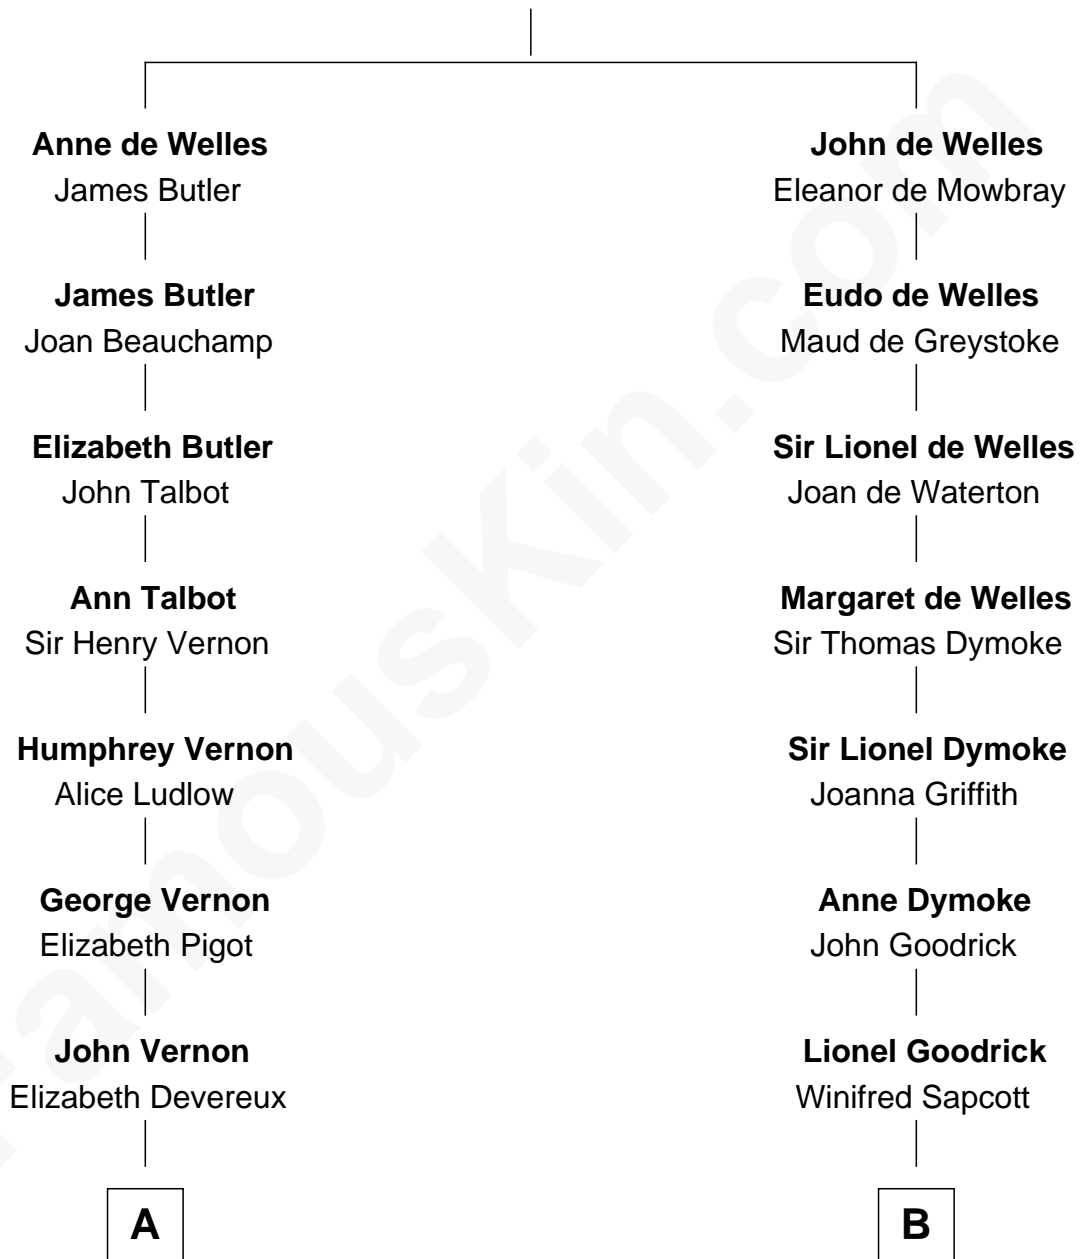 Anne de Welles
James Butler
James Butler
Joan Beauchamp
Elizabeth Butler
John Talbot
Ann Talbot
Sir Henry Vernon
Humphrey Vernon
Alice Ludlow
George Vernon
Elizabeth Pigot
John Vernon
Elizabeth Devereux
A
John de Welles
Eleanor de Mowbray
Eudo de Welles
Maud de Greystoke
Sir Lionel de Welles
Joan de Waterton
Margaret de Welles
Sir Thomas Dymoke
Sir Lionel Dymoke
Joanna Griffith
Anne Dymoke
John Goodrick
Lionel Goodrick
Winifred Sapcott
B
FamousKin.com